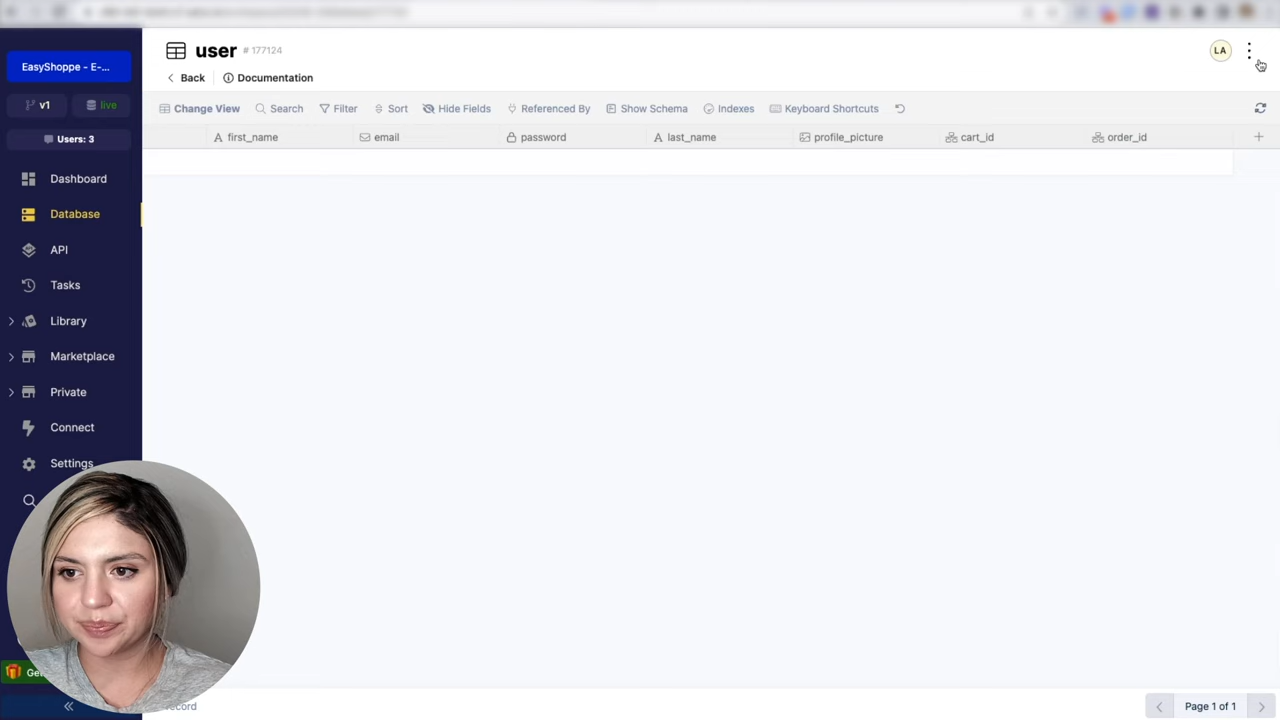 user # 177124
LA
Back Documentation
EasyShoppe - E-...
v1 live
Users: 3
Change View Search Filter Sort Hide Fields Referenced By Show Schema Indexes Keyboard Shortcuts
first_name email password last_name profile_picture cart_id order_id
Dashboard
Database
API
Tasks
Library
Marketplace
Private
Connect
Settings
Page 1 of 1